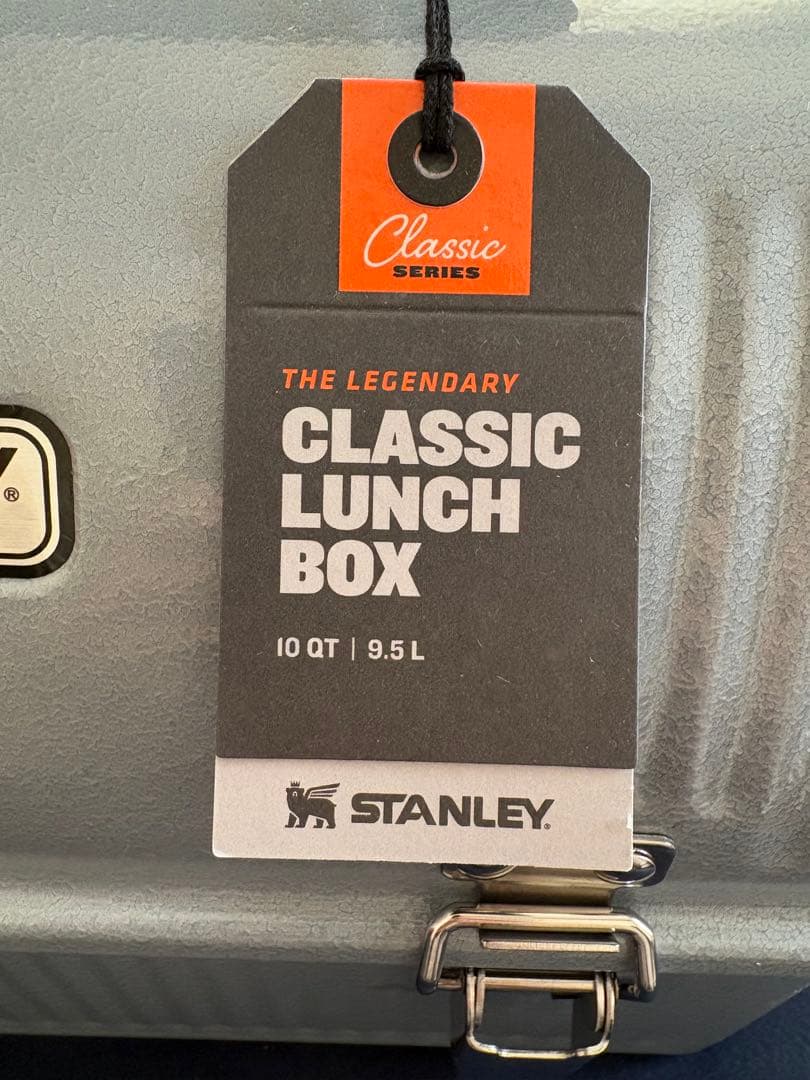 Classic
SERIES
THE LEGENDARY
CLASSIC
LUNCH
BOX
10 QT | 9.5 L
STANLEY®
Y®